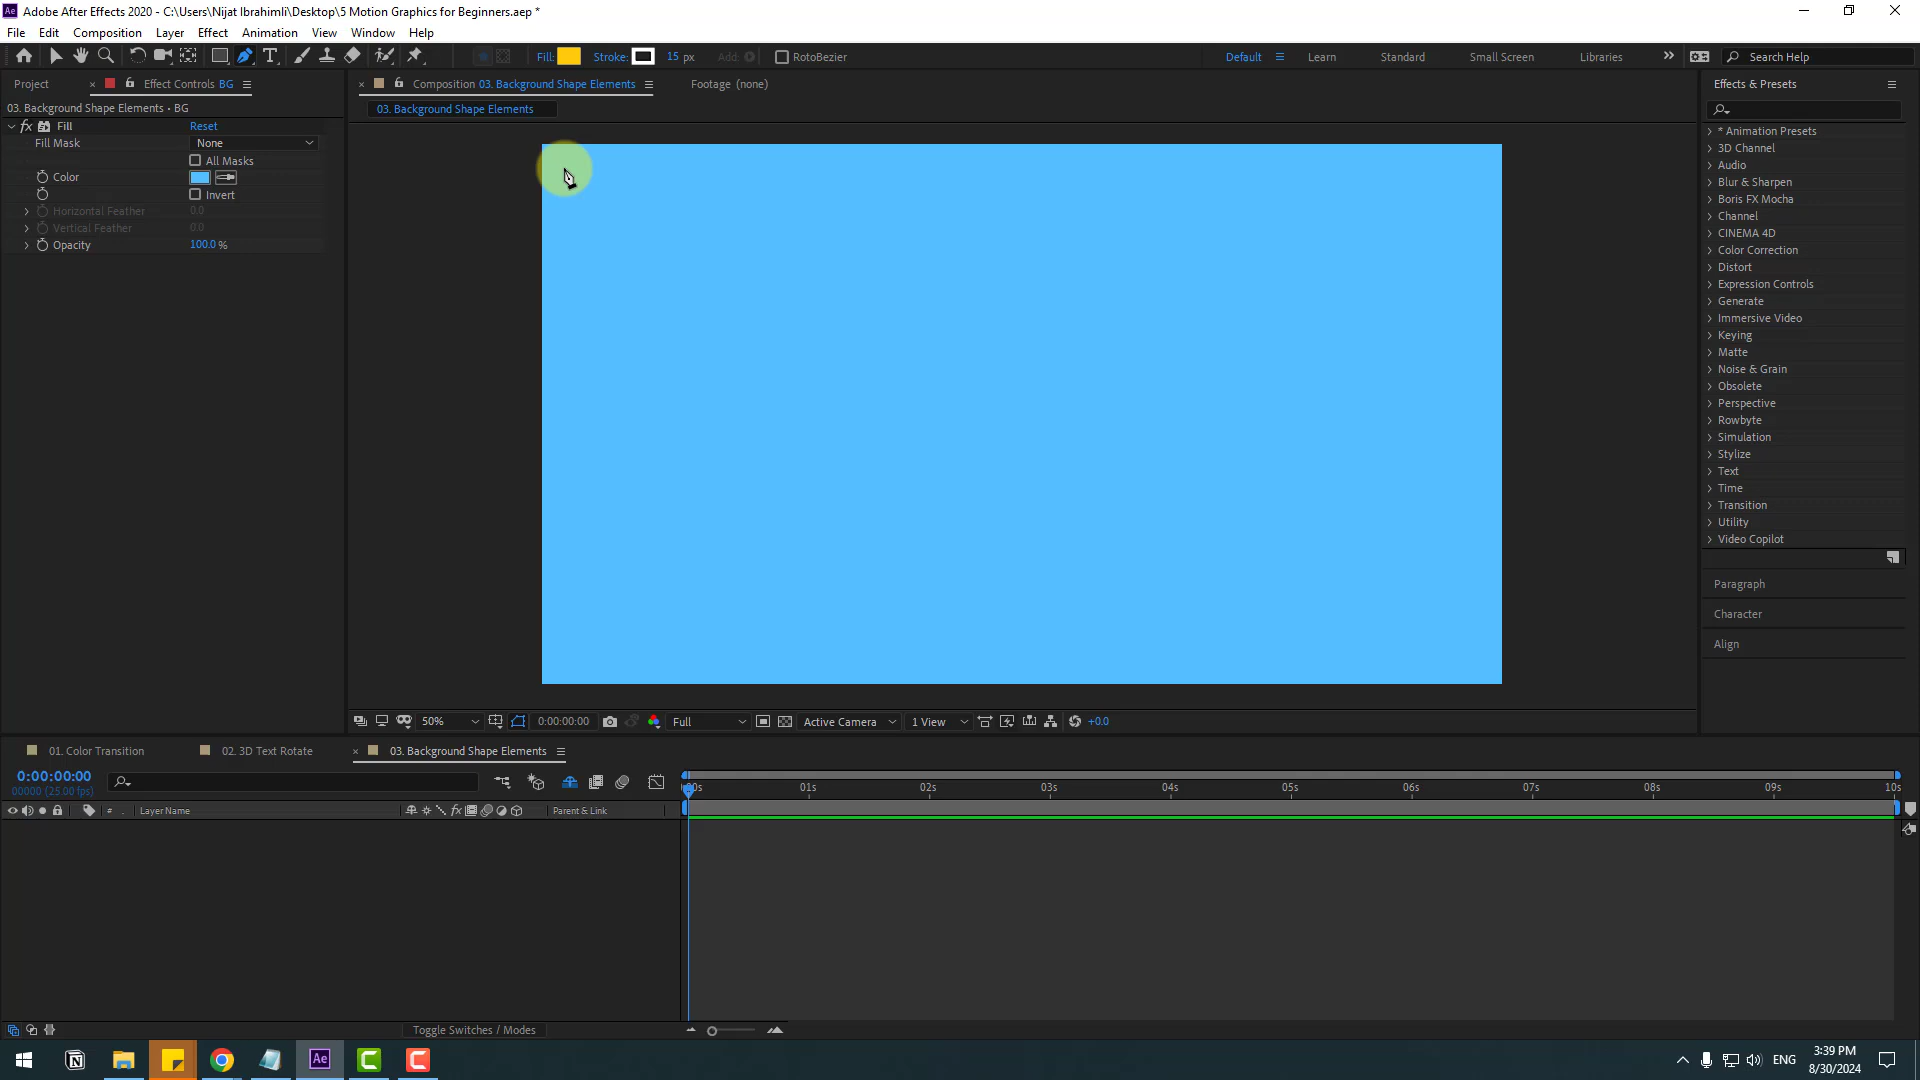 Adobe After Effects 2020 - C:\Users\Nijat Ibrahimli\Desktop\5 Motion Graphics for Beginners.aep *
File Edit Composition Layer Effect Animation View Window Help
Fill: Stroke: 15 px Add: RotoBezier Default Learn Standard Small Screen Libraries Search Help
Project Effect Controls BG Composition 03. Background Shape Elements Footage (none) Effects & Presets
03. Background Shape Elements • BG
03. Background Shape Elements
Fill Reset
Fill Mask None
All Masks
Color
Invert
Horizontal Feather 0.0
Vertical Feather 0.0
Opacity 100.0 %
* Animation Presets
3D Channel
Audio
Blur & Sharpen
Boris FX Mocha
Channel
CINEMA 4D
Color Correction
Distort
Expression Controls
Generate
Immersive Video
Keying
Matte
Noise & Grain
Obsolete
Perspective
Rowbyte
Simulation
Stylize
Text
Time
Transition
Utility
Video Copilot
Paragraph
Character
Align
50% 0:00:00:00 Full Active Camera 1 View +0.0
01. Color Transition 02. 3D Text Rotate 03. Background Shape Elements
0:00:00:00
00000 (25.00 fps)
00s 01s 02s 03s 04s 05s 06s 07s 08s 09s 10s
# . Layer Name Parent & Link
Toggle Switches / Modes
Ae
ENG
3:39 PM
8/30/2024